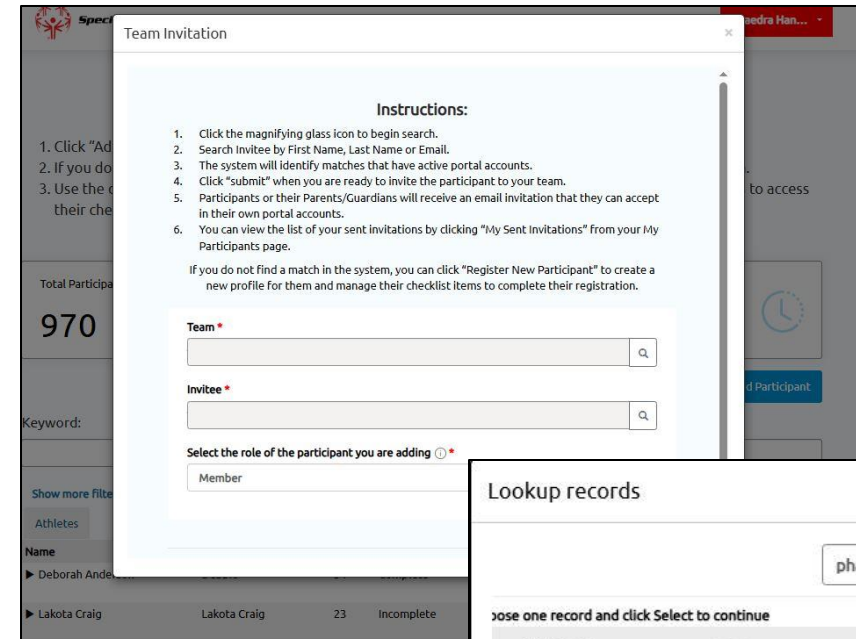 Speci
Team Invitation
×
aedra Han...
Instructions:
1. Click the magnifying glass icon to begin search.
2. Search Invitee by First Name, Last Name or Email.
3. The system will identify matches that have active portal accounts.
4. Click “submit” when you are ready to invite the participant to your team.
5. Participants or their Parents/Guardians will receive an email invitation that they can accept
in their own portal accounts.
6. You can view the list of your sent invitations by clicking “My Sent Invitations” from your My
Participants page.
If you do not find a match in the system, you can click “Register New Participant” to create a
new profile for them and manage their checklist items to complete their registration.
1. Click "Ad
2. If you do
3. Use the c
to access
their che
Total Participa
970
Team *
Invitee *
d Participant
Keyword:
Select the role of the participant you are adding *
Member
Show more filte
Athletes
Name
Deborah Ande
Lakota Craig Lakota Craig 23 Incomplete
Lookup records
pha
oose one record and click Select to continue